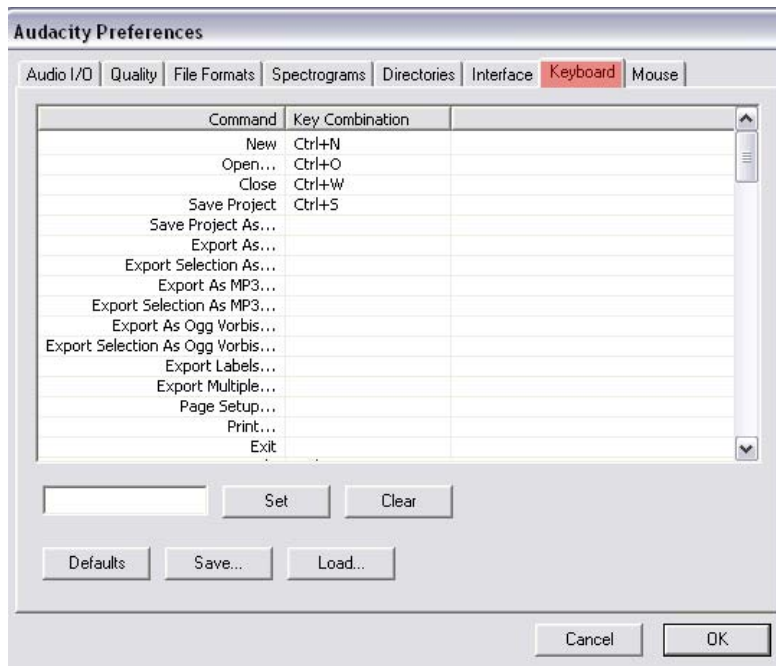 Audacity Preferences
Audio I/O Quality File Formats Spectrograms Directories Interface Keyboard Mouse
Command Key Combination
New Ctrl+N
Open... Ctrl+O
Close Ctrl+W
Save Project Ctrl+S
Save Project As...
Export As...
Export Selection As...
Export As MP3...
Export Selection As MP3...
Export As Ogg Vorbis...
Export Selection As Ogg Vorbis...
Export Labels...
Export Multiple...
Page Setup...
Print...
Exit
Set Clear
Defaults Save... Load...
Cancel OK